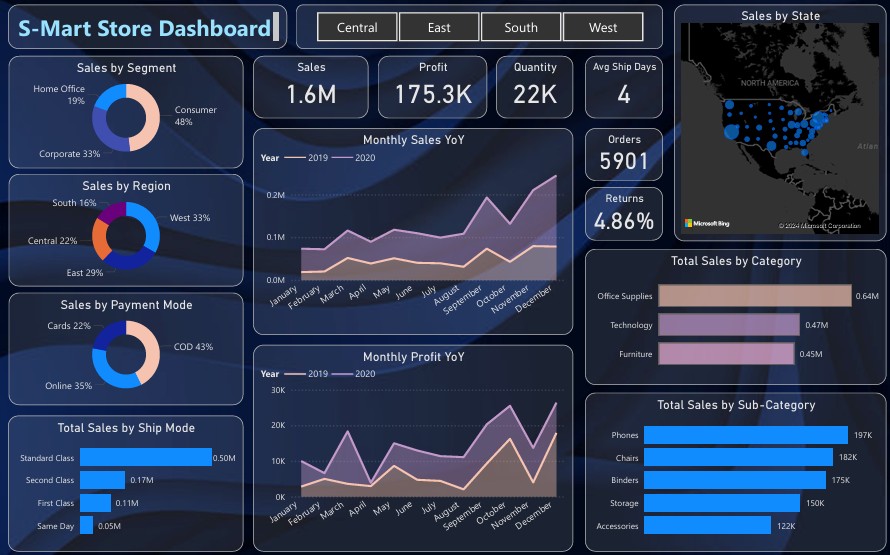 S-Mart Store Dashboard
Central
East
South
West
Sales by State
NORTH AMERICA
Atlan
Microsoft Bing
© 2024 Microsoft Corporation
Sales by Segment
Home Office
19%
Consumer
48%
Corporate 33%
Sales
1.6M
Profit
175.3K
Quantity
22K
Avg Ship Days
4
Orders
5901
Returns
4.86%
Sales by Region
South 16%
West 33%
Central 22%
East 29%
Sales by Payment Mode
Cards 22%
COD 43%
Online 35%
Total Sales by Ship Mode
Standard Class 0.50M
Second Class 0.17M
First Class 0.11M
Same Day 0.05M
Monthly Sales YoY
Year 2019 2020
0.2M
0.1M
0.0M
January
February
March
April
May
June
July
August
September
October
November
December
Monthly Profit YoY
Year 2019 2020
30K
20K
10K
0K
January
February
March
April
May
June
July
August
September
October
November
December
Total Sales by Category
Office Supplies 0.64M
Technology 0.47M
Furniture 0.45M
Total Sales by Sub-Category
Phones 197K
Chairs 182K
Binders 175K
Storage 150K
Accessories 122K